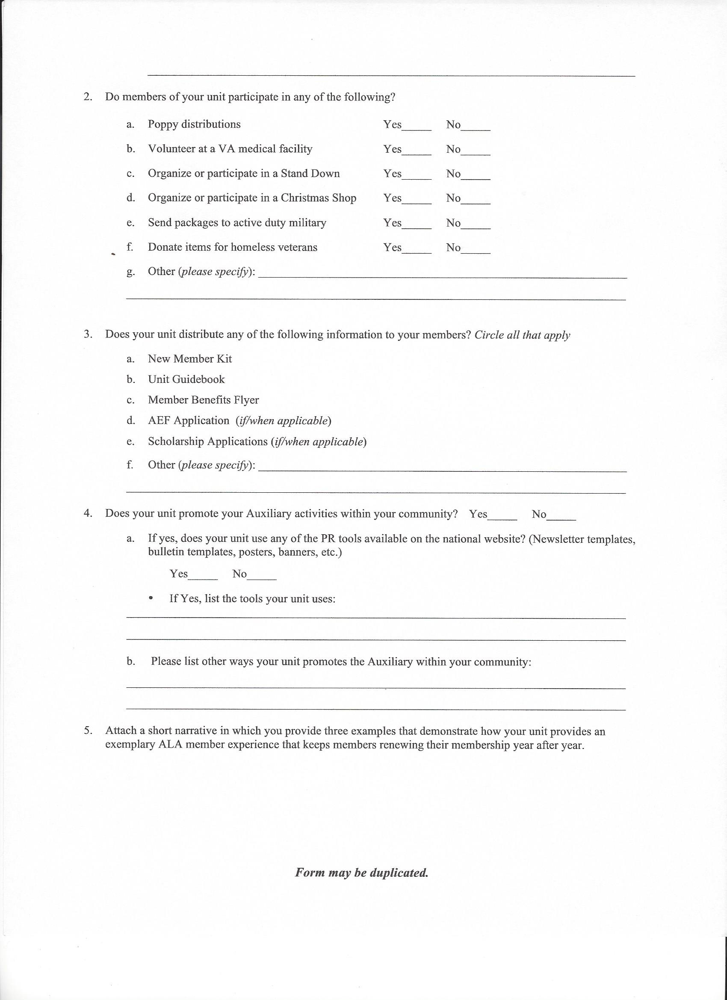 2. Do members of your unit participate in any of the following?
a. Poppy distributions Yes_____ No_____
b. Volunteer at a VA medical facility Yes_____ No_____
c. Organize or participate in a Stand Down Yes_____ No_____
d. Organize or participate in a Christmas Shop Yes_____ No_____
e. Send packages to active duty military Yes_____ No_____
f. Donate items for homeless veterans Yes_____ No_____
g. Other (please specify): ____________________
3. Does your unit distribute any of the following information to your members? Circle all that apply
a. New Member Kit
b. Unit Guidebook
c. Member Benefits Flyer
d. AEF Application (if/when applicable)
e. Scholarship Applications (if/when applicable)
f. Other (please specify): ____________________
4. Does your unit promote your Auxiliary activities within your community? Yes_____ No_____
a. If yes, does your unit use any of the PR tools available on the national website? (Newsletter templates,
bulletin templates, posters, banners, etc.)
Yes_____ No_____
• If Yes, list the tools your unit uses:
b. Please list other ways your unit promotes the Auxiliary within your community:
5. Attach a short narrative in which you provide three examples that demonstrate how your unit provides an
exemplary ALA member experience that keeps members renewing their membership year after year.
Form may be duplicated.